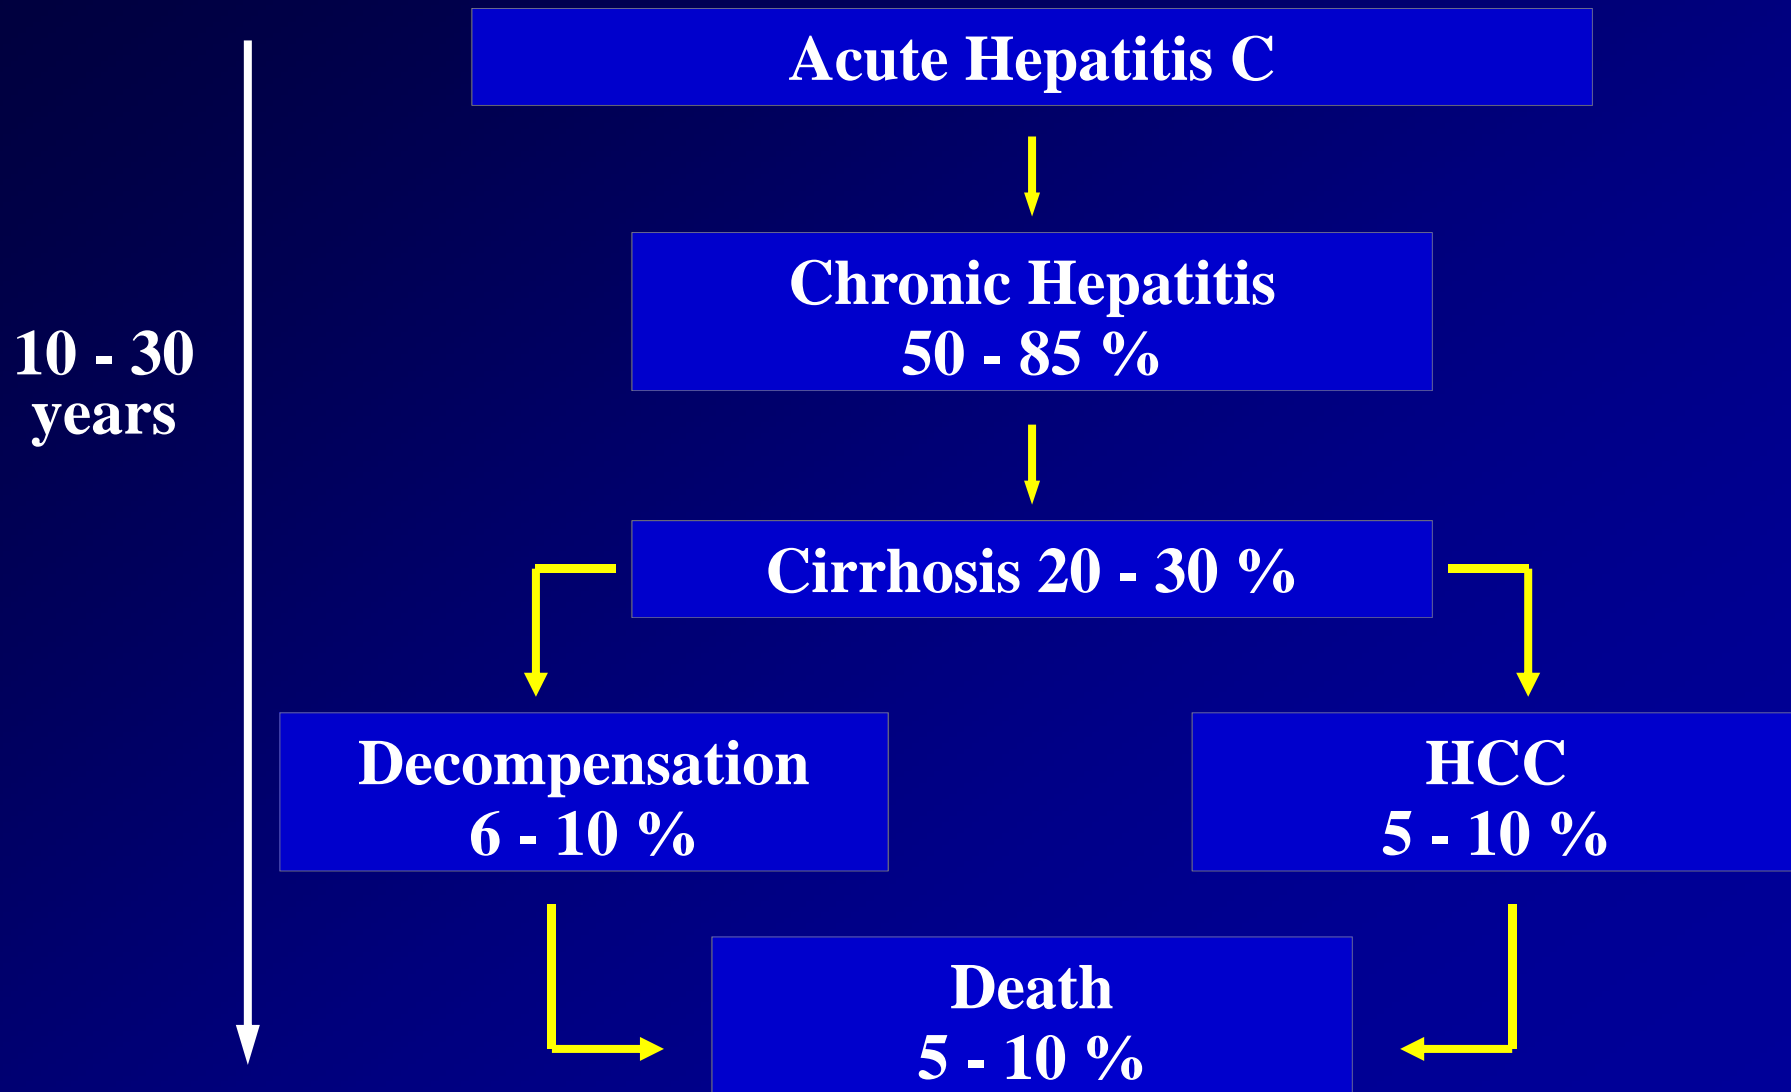 Acute Hepatitis C
Chronic Hepatitis
50 - 85 %
10 - 30
years
Cirrhosis 20 - 30 %
Decompensation
6 - 10 %
HCC
5 - 10 %
Death
5 - 10 %